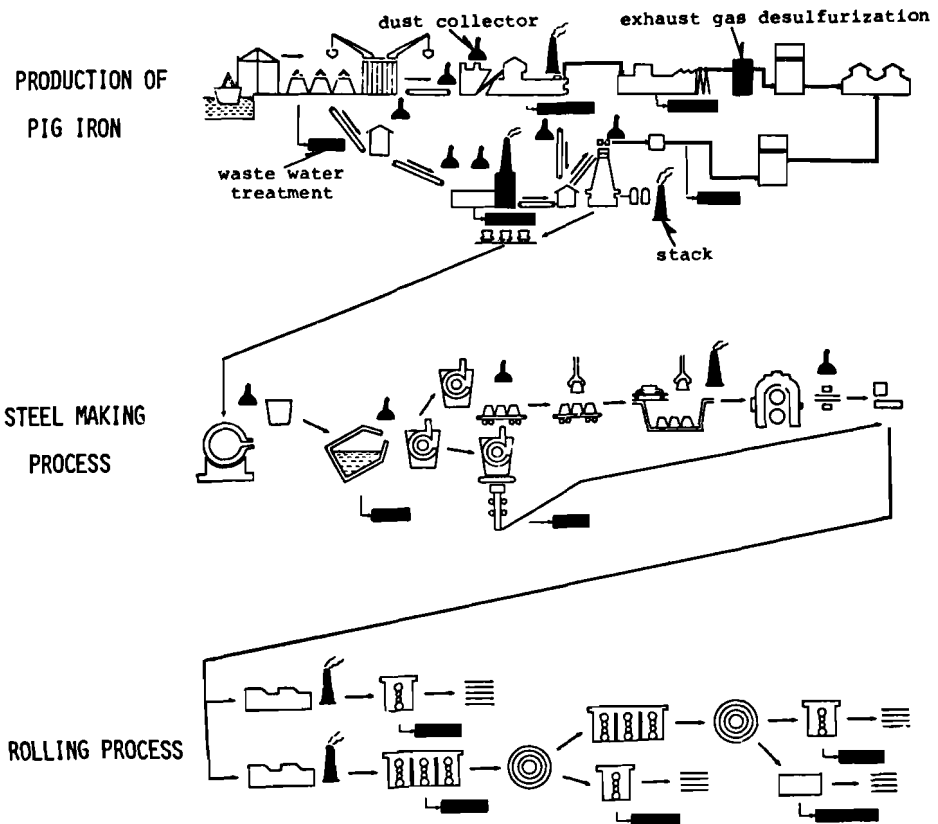 dust collector
exhaust gas desulfurization
PRODUCTION OF
PIG IRON
waste water
treatment
stack
STEEL MAKING
PROCESS
ROLLING PROCESS